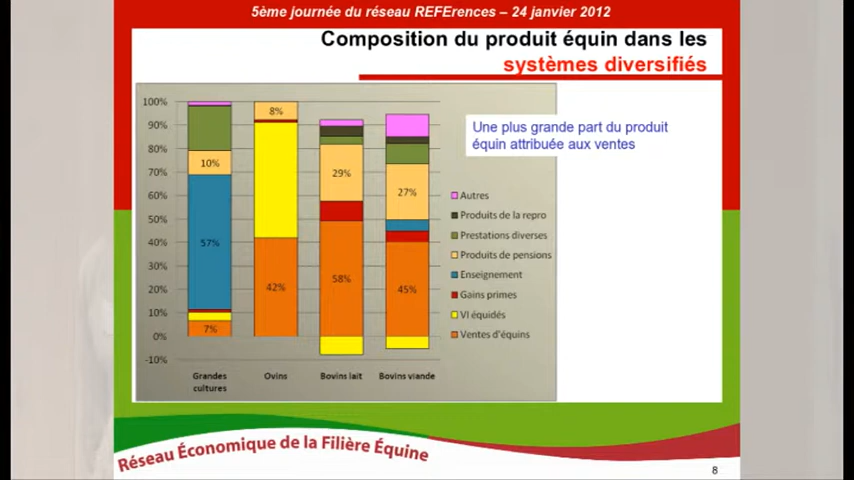 5ème journée du réseau REFErences – 24 janvier 2012
Composition du produit équin dans les
systèmes diversifiés
Une plus grande part du produit
équin attribuée aux ventes
100%
90%
80%
70%
60%
50%
40%
30%
20%
10%
0%
-10%
10%
57%
7%
8%
42%
29%
58%
27%
45%
Grandes
cultures
Ovins
Bovins lait
Bovins viande
Autres
Produits de la repro
Prestations diverses
Produits de pensions
Enseignement
Gains primes
VI équidés
Ventes d'équins
Réseau Économique de la Filière Équine
8